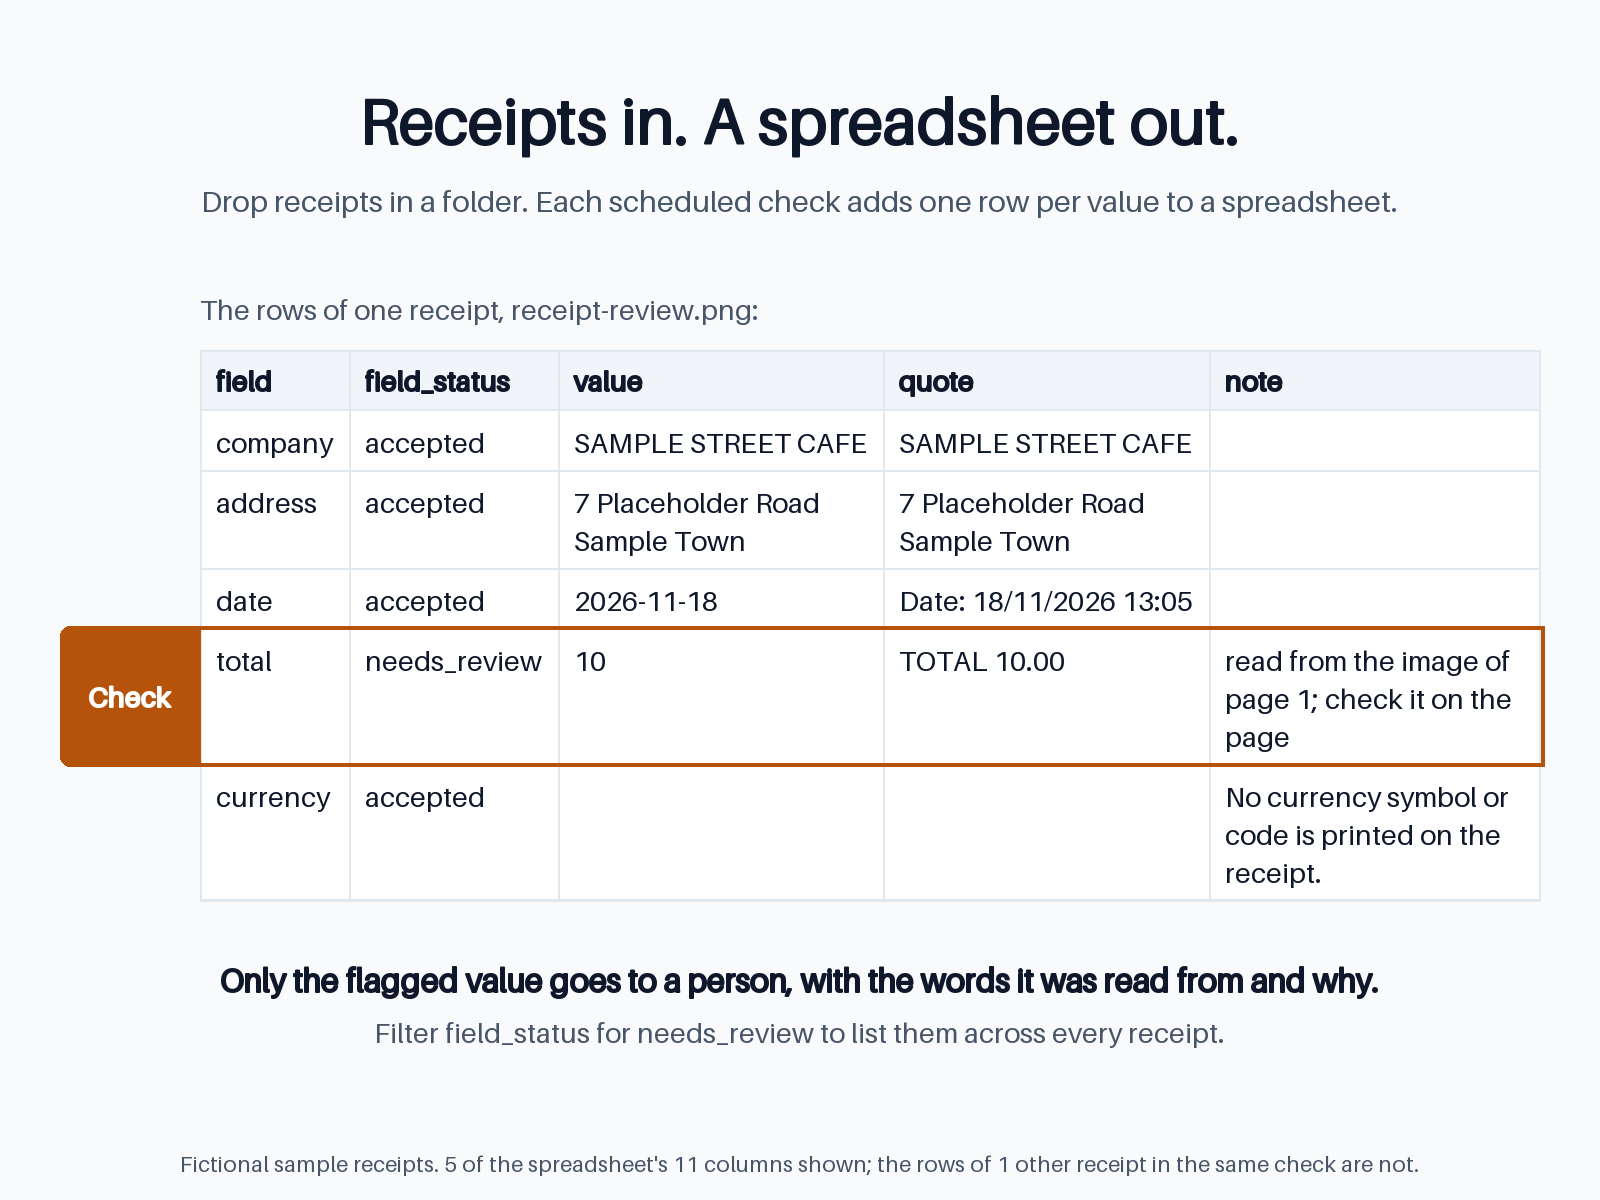 Receipts in. A spreadsheet out.
Drop receipts in a folder. Each scheduled check adds one row per value to a spreadsheet.
The rows of one receipt, receipt-review.png:
field field_status value quote note
company accepted SAMPLE STREET CAFE SAMPLE STREET CAFE
address accepted 7 Placeholder Road 7 Placeholder Road
Sample Town Sample Town
date accepted 2026-11-18 Date: 18/11/2026 13:05
total needs_review 10 TOTAL 10.00 read from the image of
Check page 1; check it on the
page
currency accepted No currency symbol or
code is printed on the
receipt.
Only the flagged value goes to a person, with the words it was read from and why.
Filter field_status for needs_review to list them across every receipt.
Fictional sample receipts. 5 of the spreadsheet's 11 columns shown; the rows of 1 other receipt in the same check are not.